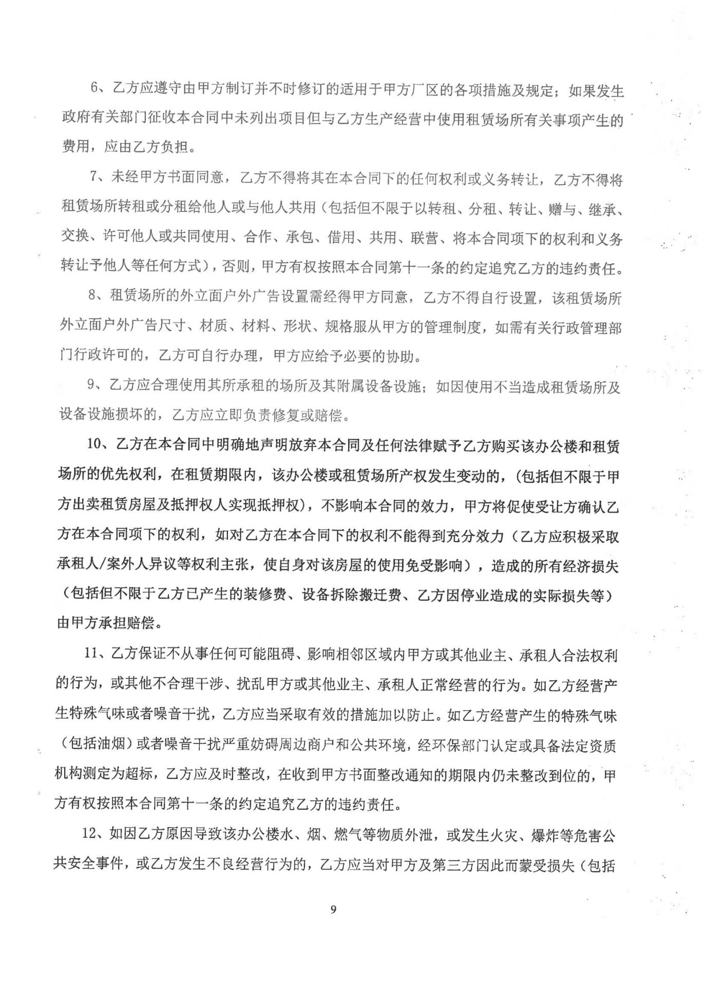 6、乙方应遵守由甲方制订并不时修订的适用于甲方厂区的各项措施及规定；如果发生
政府有关部门征收本合同中未列出项目但与乙方生产经营中使用租赁场所有关事项产生的
费用，应由乙方负担。
7、未经甲方书面同意，乙方不得将其在本合同下的任何权利或义务转让，乙方不得将
租赁场所转租或分租给他人或与他人共用（包括但不限于以转租、分租、转让、赠与、继承、
交换、许可他人或共同使用、合作、承包、借用、共用、联营、将本合同项下的权利和义务
转让予他人等任何方式），否则，甲方有权按照本合同第十一条的约定追究乙方的违约责任。
8、租赁场所的外立面户外广告设置需经得甲方同意，乙方不得自行设置，该租赁场所
外立面户外广告尺寸、材质、材料、形状、规格服从甲方的管理制度，如需有关行政管理部
门行政许可的，乙方可自行办理，甲方应给予必要的协助。
9、乙方应合理使用其所承租的场所及其附属设备设施；如因使用不当造成租赁场所及
设备设施损坏的，乙方应立即负责修复或赔偿。
10、乙方在本合同中明确地声明放弃本合同及任何法律赋予乙方购买该办公楼和租赁
场所的优先权利，在租赁期限内，该办公楼或租赁场所产权发生变动的，(包括但不限于甲
方出卖租赁房屋及抵押权人实现抵押权)，不影响本合同的效力，甲方将促使受让方确认乙
方在本合同项下的权利，如对乙方在本合同下的权利不能得到充分效力（乙方应积极采取
承租人/案外人异议等权利主张，使自身对该房屋的使用免受影响），造成的所有经济损失
（包括但不限于乙方已产生的装修费、设备拆除搬迁费、乙方因停业造成的实际损失等）
由甲方承担赔偿。
11、乙方保证不从事任何可能阻碍、影响相邻区域内甲方或其他业主、承租人合法权利
的行为，或其他不合理干涉、扰乱甲方或其他业主、承租人正常经营的行为。如乙方经营产
生特殊气味或者噪音干扰，乙方应当采取有效的措施加以防止。如乙方经营产生的特殊气味
（包括油烟）或者噪音干扰严重妨碍周边商户和公共环境，经环保部门认定或具备法定资质
机构测定为超标，乙方应及时整改，在收到甲方书面整改通知的期限内仍未整改到位的，甲
方有权按照本合同第十一条的约定追究乙方的违约责任。
12、如因乙方原因导致该办公楼水、烟、燃气等物质外泄，或发生火灾、爆炸等危害公
共安全事件，或乙方发生不良经营行为的，乙方应当对甲方及第三方因此而蒙受损失（包括
9